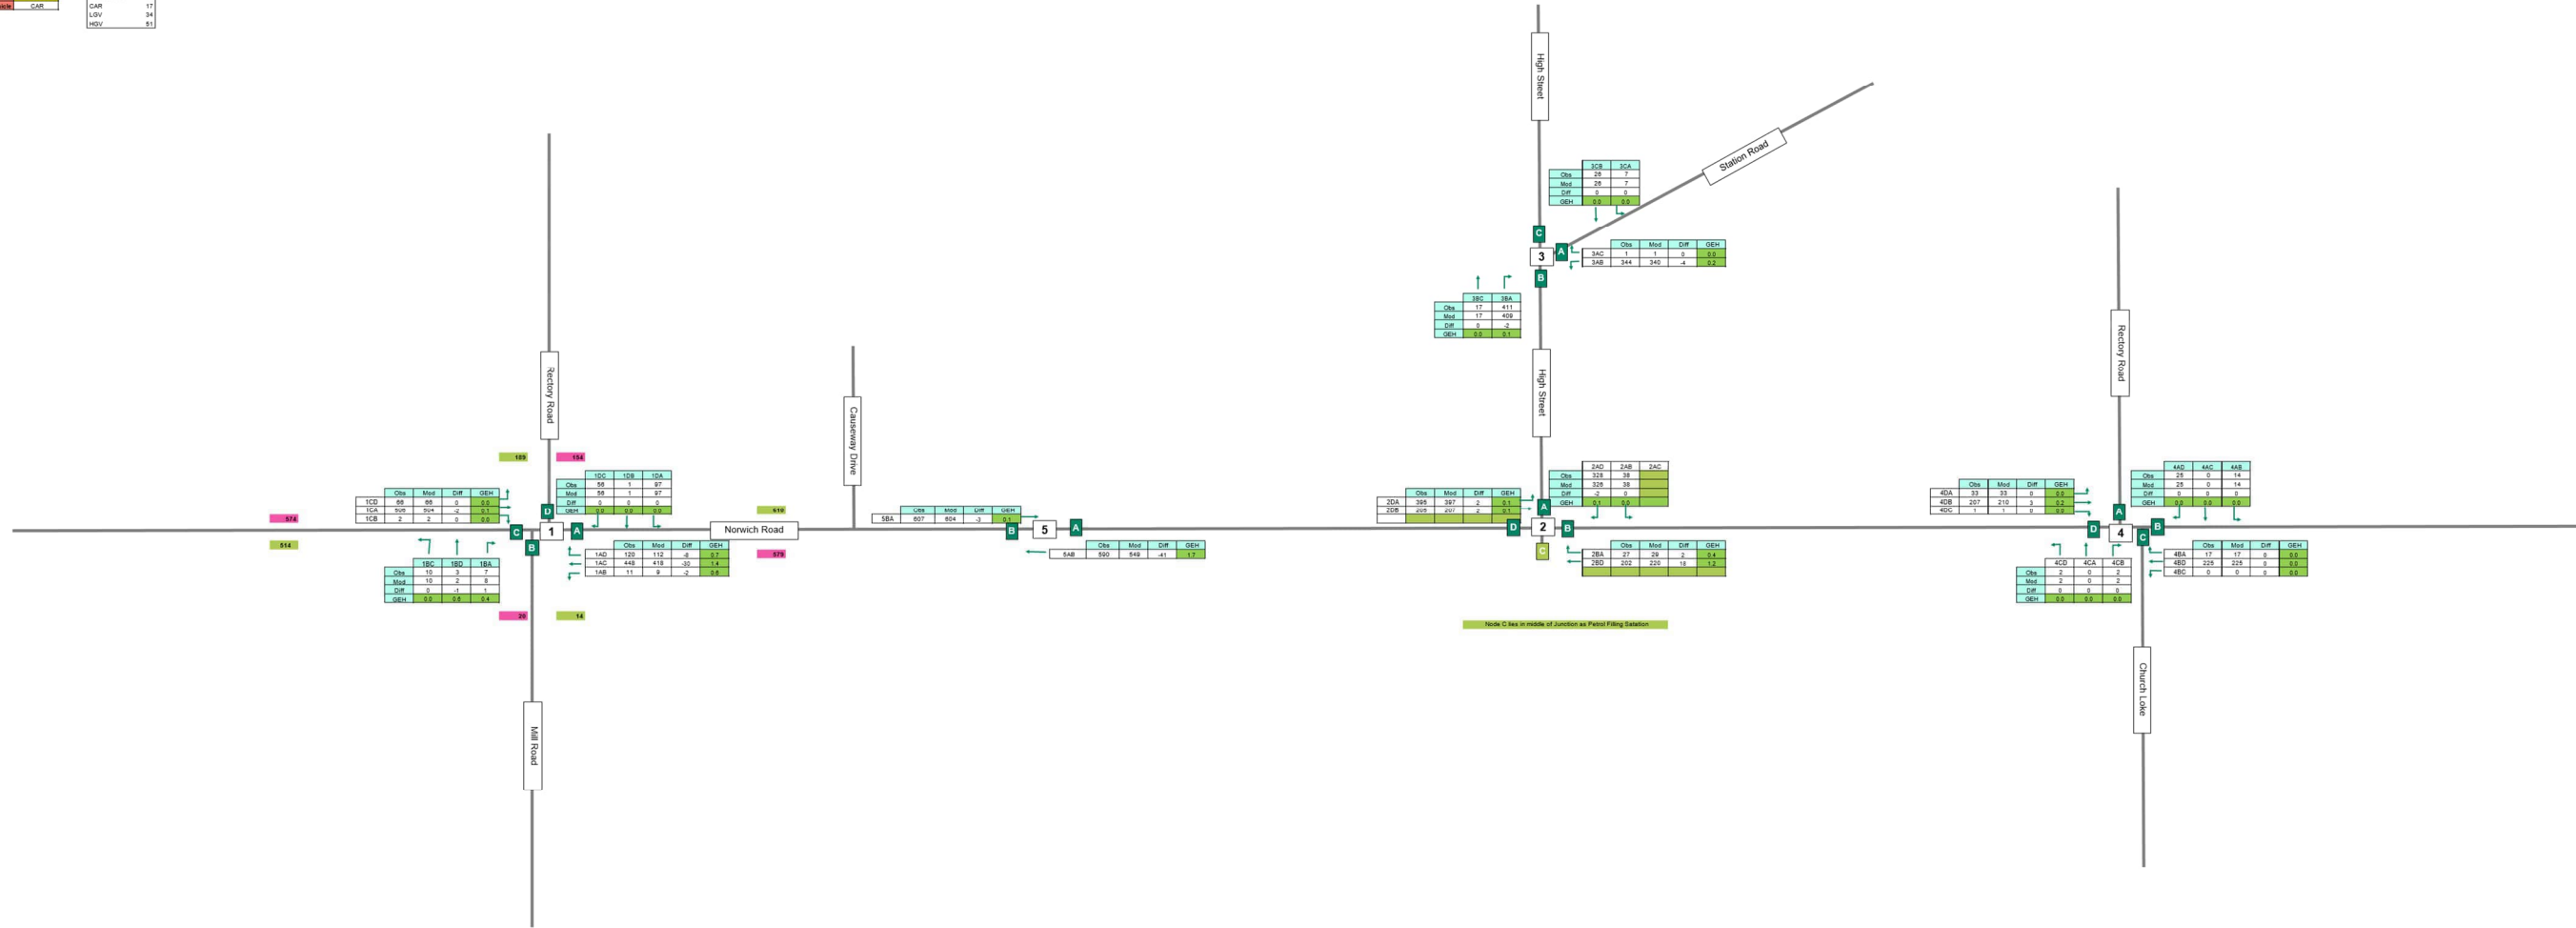 CAR
CAR 17
LGV 34
HGV 51
High Street
Station Road
3CB 3CA
Obs 28 7
Mod 28 7
Diff 0 0
GEH 0.0 0.0
C
3
A
B
Obs Mod Diff GEH
3AC 1 1 0 0.0
3AB 344 340 -4 0.2
3BC 3BA
Obs 17 411
Mod 17 409
Diff 0 -2
GEH 0.0 0.1
Rectory Road
Causeway Drive
High Street
Rectory Road
189
154
1DC 1DB 1DA
Obs 56 1 97
Mod 56 1 97
Diff 0 0 0
GEH 0.0 0.0 0.0
Obs Mod Diff GEH
1CD 66 66 0 0.0
1CA 506 504 -2 0.1
1CB 2 2 0 0.0
574
514
D
C
1
A
B
610
Norwich Road
579
Obs Mod Diff GEH
1AD 120 112 -8 0.7
1AC 448 418 -30 1.4
1AB 11 9 -2 0.6
1BC 1BD 1BA
Obs 10 3 7
Mod 10 2 8
Diff 0 -1 1
GEH 0.0 0.6 0.4
20
14
Mill Road
Obs Mod Diff GEH
5BA 607 604 -3 0.1
B
5
A
Obs Mod Diff GEH
5AB 590 549 -41 1.7
Obs Mod Diff GEH
2DA 395 397 2 0.1
2DB 205 207 2 0.1
2AD 2AB 2AC
Obs 328 38
Mod 326 38
Diff -2 0
GEH 0.1 0.0
A
D
2
B
C
Obs Mod Diff GEH
2BA 27 29 2 0.4
2BD 202 220 18 1.2
Node C lies in middle of Junction as Petrol Filling Satation
Obs Mod Diff GEH
4DA 33 33 0 0.0
4DB 207 210 3 0.2
4DC 1 1 0 0.0
4AD 4AC 4AB
Obs 25 0 14
Mod 25 0 14
Diff 0 0 0
GEH 0.0 0.0 0.0
A
D
4
B
C
4CD 4CA 4CB
Obs 2 0 2
Mod 2 0 2
Diff 0 0 0
GEH 0.0 0.0 0.0
Obs Mod Diff GEH
4BA 17 17 0 0.0
4BD 225 225 0 0.0
4BC 0 0 0 0.0
Church Loke